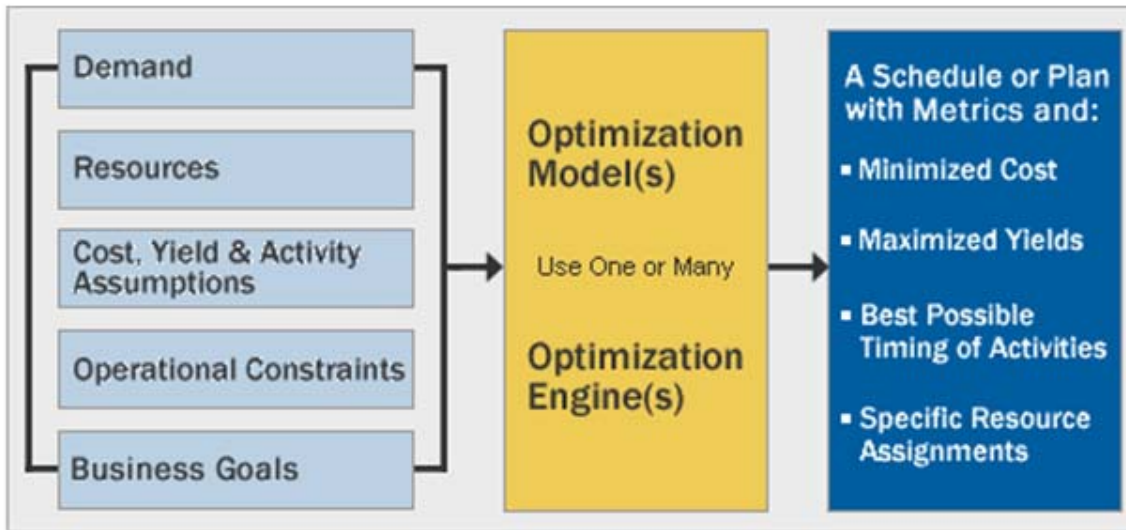 Demand
Resources
Cost, Yield & Activity
Assumptions
Operational Constraints
Business Goals
Optimization
Model(s)
Use One or Many
Optimization
Engine(s)
A Schedule or Plan
with Metrics and:
▪ Minimized Cost
▪ Maximized Yields
▪ Best Possible
Timing of Activities
▪ Specific Resource
Assignments